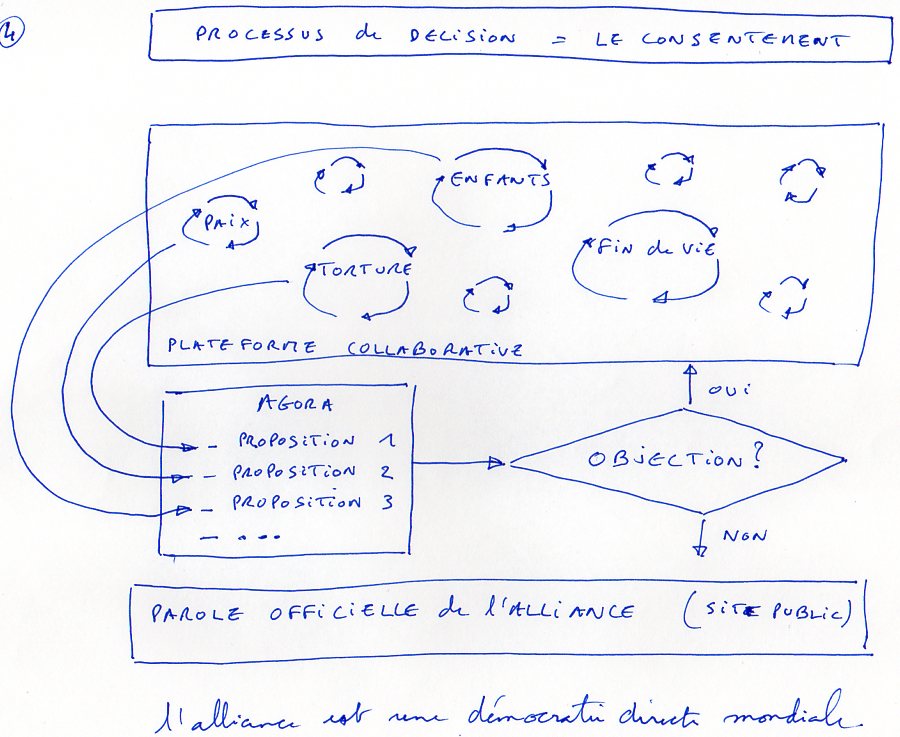 4
PROCESSUS de DECISION = LE CONSENTEMENT
ENFANTS
PAIX
FIN de VIE
TORTURE
PLATEFORME COLLABORATIVE
AGORA
OUI
- PROPOSITION 1
- PROPOSITION 2
- PROPOSITION 3
- ...
OBJECTION?
NON
PAROLE OFFICIELLE de l'ALLIANCE (SITE PUBLIC)
l'alliance est une démocratie directe mondiale